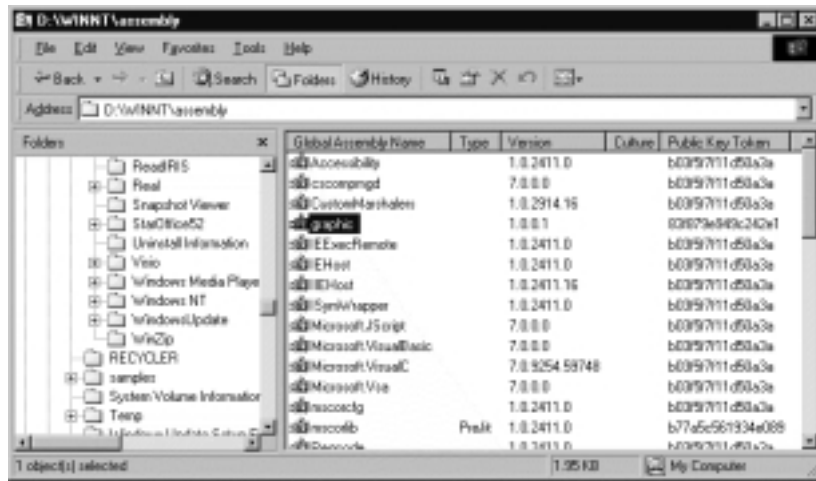 D:\WINNT\assembly
File Edit View Favorites Tools Help
Back Search Folders History
Address D:\WINNT\assembly
Folders
ReadIRIS
Real
Snapshot Viewer
StarOffice52
Uninstall Information
Visio
Windows Media Playe
Windows NT
WindowsUpdate
WinZip
RECYCLER
samples
System Volume Information
Temp
Global Assembly Name Type Version Culture Public Key Token
Accessibility 1.0.2411.0 b03f5f7f11d50a3a
cscompmgd 7.0.0.0 b03f5f7f11d50a3a
CustomMarshalers 1.0.2914.16 b03f5f7f11d50a3a
graphic 1.0.0.1
IEExecRemote 1.0.2411.0 b03f5f7f11d50a3a
IEHost 1.0.2411.0 b03f5f7f11d50a3a
IIEHost 1.0.2411.16 b03f5f7f11d50a3a
ISymWrapper 1.0.2411.0 b03f5f7f11d50a3a
Microsoft.JScript 7.0.0.0 b03f5f7f11d50a3a
Microsoft.VisualBasic 7.0.0.0 b03f5f7f11d50a3a
Microsoft.VisualC 7.0.9254.59748 b03f5f7f11d50a3a
Microsoft.Vsa 7.0.0.0 b03f5f7f11d50a3a
mscorcfg 1.0.2411.0 b03f5f7f11d50a3a
mscorlib PreJit 1.0.2411.0 b77a5c561934e089
1 object(s) selected 1.95 KB My Computer